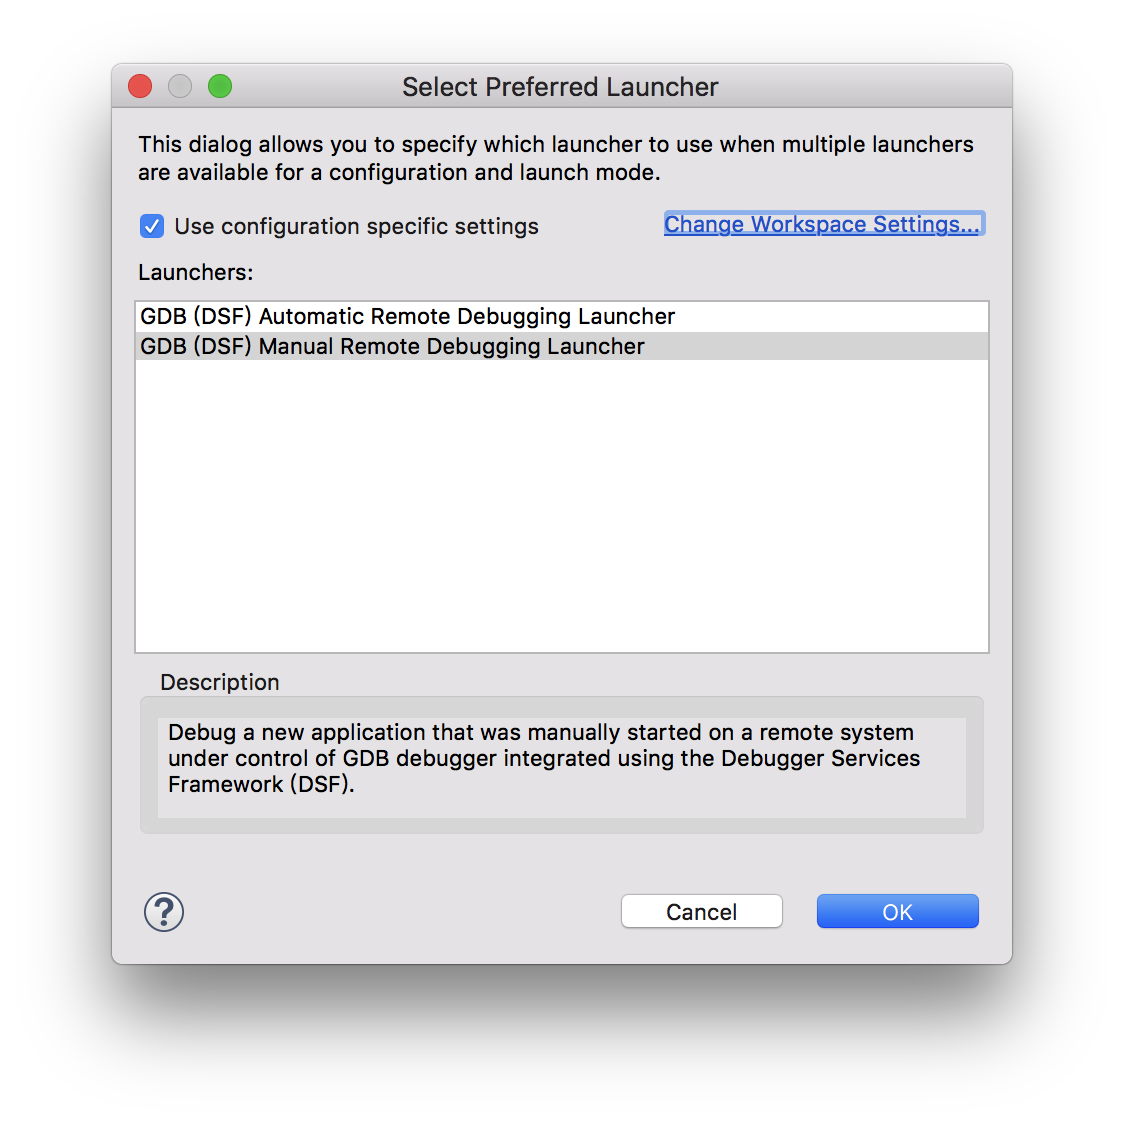 Select Preferred Launcher
This dialog allows you to specify which launcher to use when multiple launchers
are available for a configuration and launch mode.
Use configuration specific settings
Change Workspace Settings...
Launchers:
GDB (DSF) Automatic Remote Debugging Launcher
GDB (DSF) Manual Remote Debugging Launcher
Description
Debug a new application that was manually started on a remote system
under control of GDB debugger integrated using the Debugger Services
Framework (DSF).
?
Cancel
OK